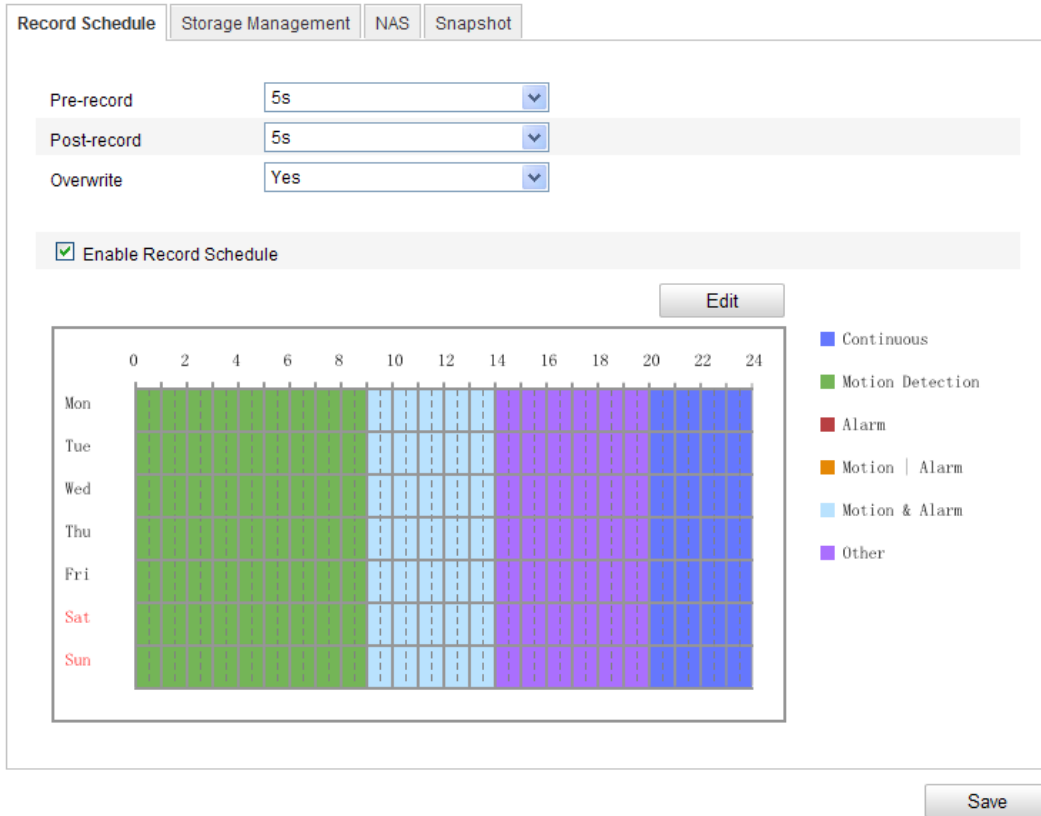 Record Schedule Storage Management NAS Snapshot
Pre-record 5s
Post-record 5s
Overwrite Yes
Enable Record Schedule
Edit
0 2 4 6 8 10 12 14 16 18 20 22 24
Mon
Tue
Wed
Thu
Fri
Sat
Sun
Continuous
Motion Detection
Alarm
Motion | Alarm
Motion & Alarm
Other
Save